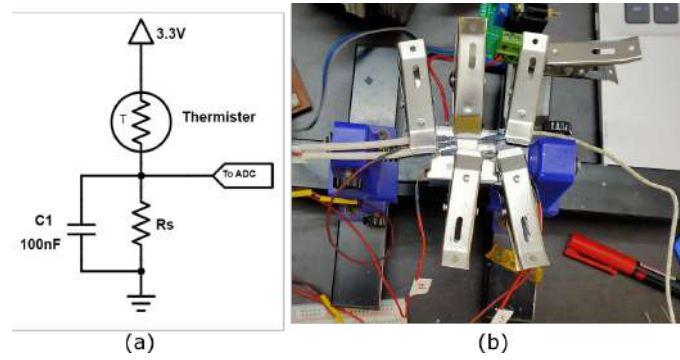 3.3V
T
Thermister
To ADC
C1
100nF
Rs
(a)
(b)